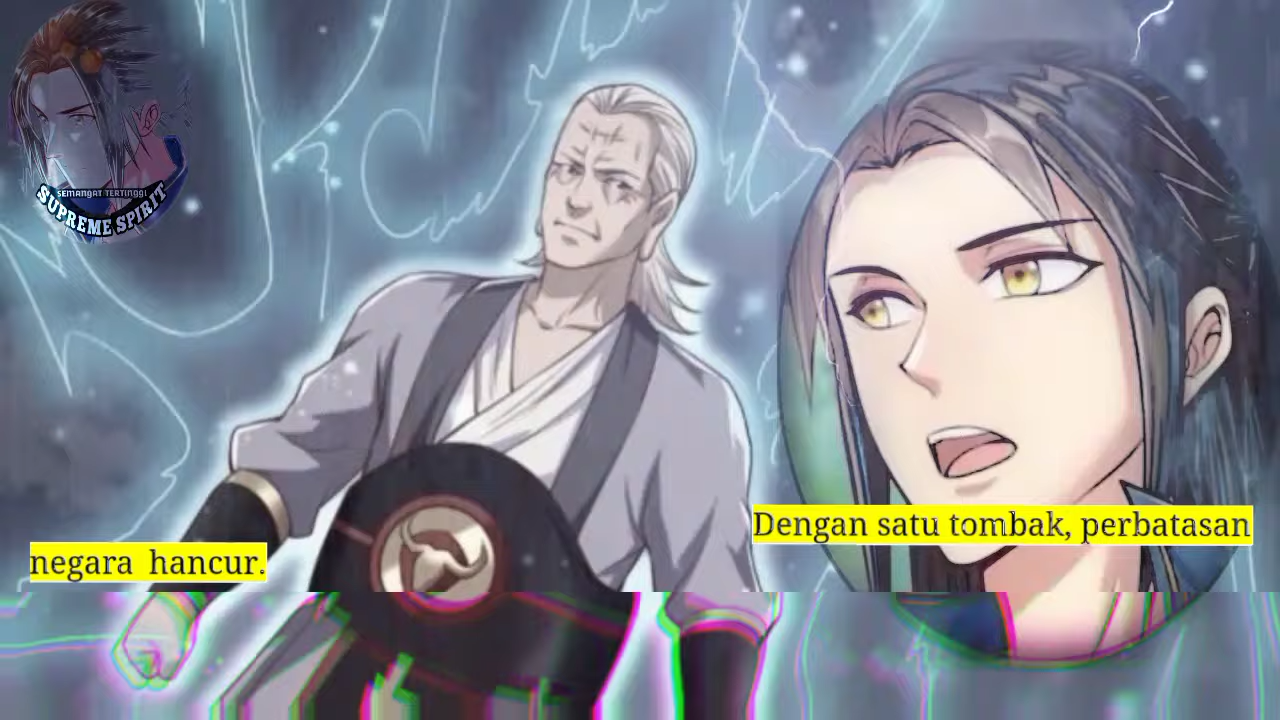 SEMANGAT TERTINGGI
SUPREME SPIRIT
Dengan satu tombak, perbatasan
negara hancur.